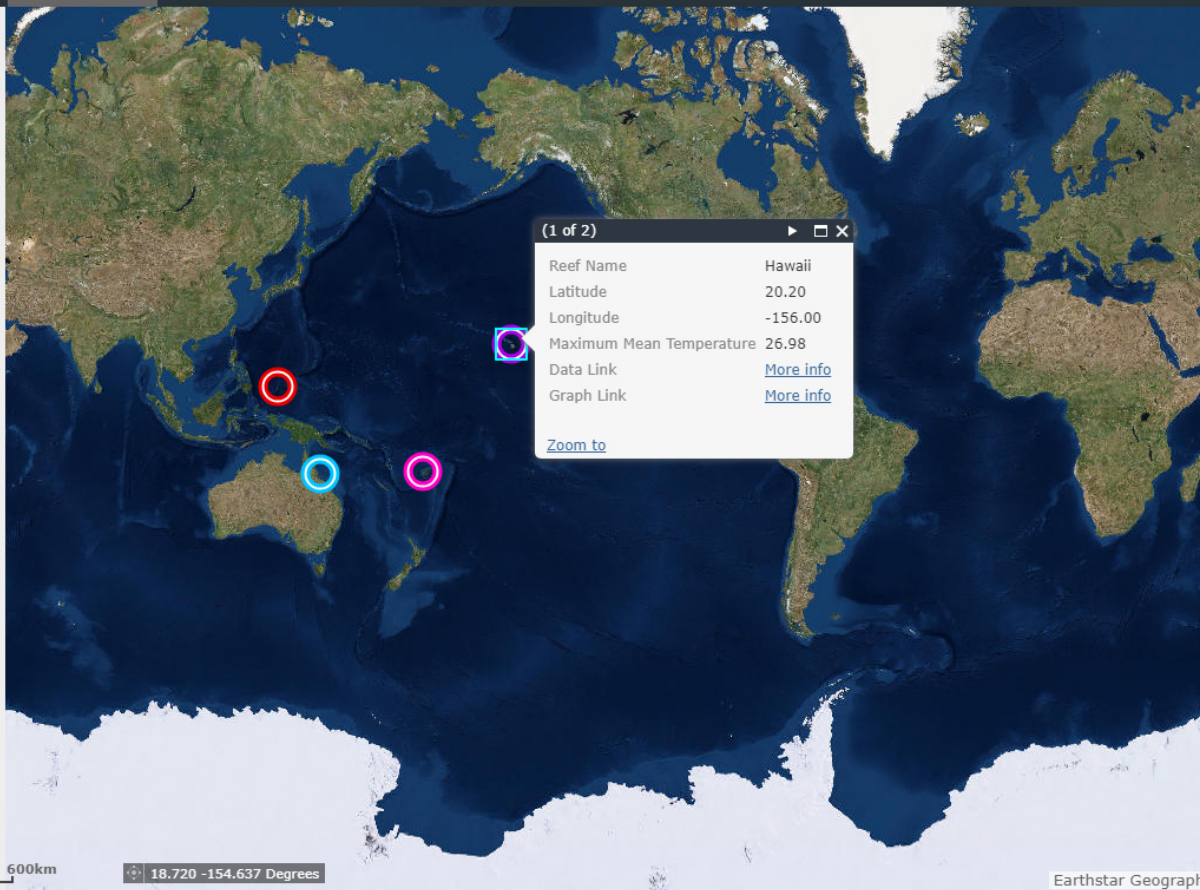 (1 of 2)
Reef Name Hawaii
Latitude 20.20
Longitude -156.00
Maximum Mean Temperature 26.98
Data Link More info
Graph Link More info
Zoom to
600km
18.720 -154.637 Degrees
Earthstar Geograph